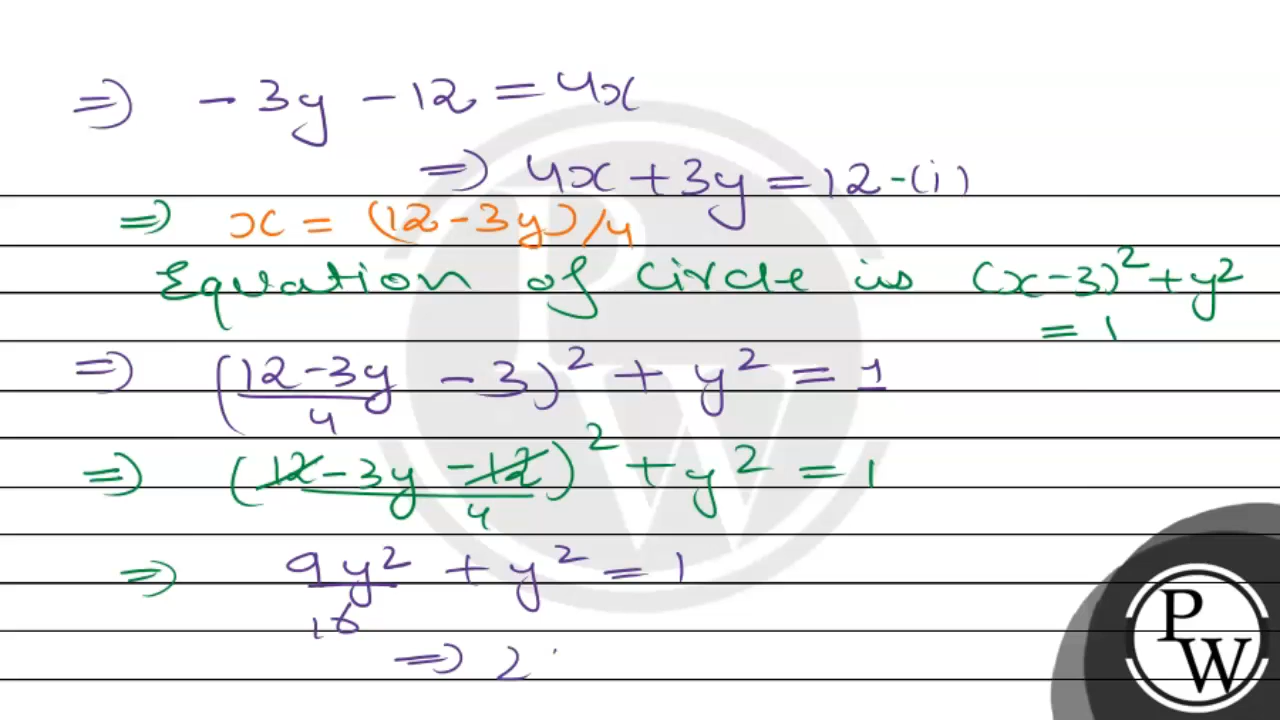 ⇒ - 3y - 12 = 4x
⇒ 4x + 3y = 12 - (i)
⇒ x = (12 - 3y) / 4
Equation of circle is (x - 3)² + y²
= 1
⇒ (12 - 3y / 4 - 3)² + y² = 1
⇒ (12 - 3y - 12 / 4)² + y² = 1
⇒ 9y² / 16 + y² = 1
⇒ 2
P
W